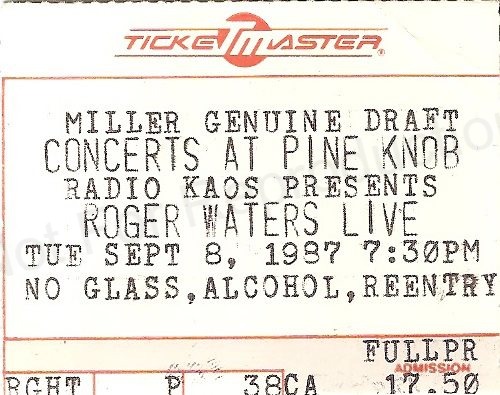 TICKETMASTER®
MILLER GENUINE DRAFT
CONCERTS AT PINE KNOB
RADIO KAOS PRESENTS
ROGER WATERS LIVE
TUE SEPT 8, 1987 7:30PM
NO GLASS,ALCOHOL,REENTRY
FULLPR
ADMISSION
RGHT P 38CA 17.50